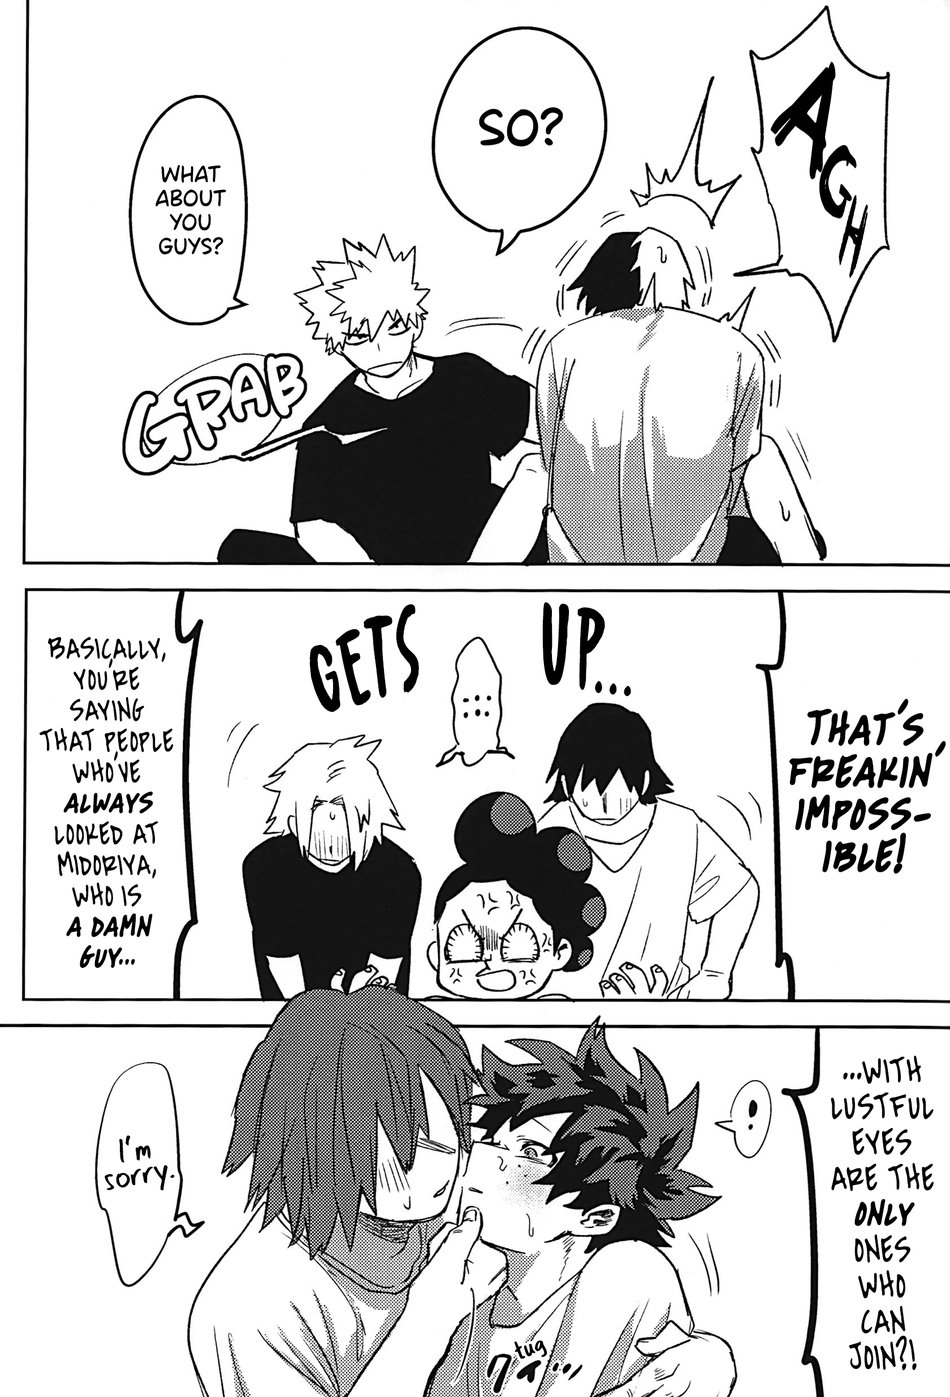 AGH
SO?
WHAT
ABOUT
YOU
GUYS?
GRAB
THAT'S
FREAKIN'
IMPOSS-
IBLE!
GETS UP...
BASICALLY,
YOU'RE
SAYING
THAT PEOPLE
WHO'VE
ALWAYS
LOOKED AT
MIDORIYA,
WHO IS
A DAMN
GUY...
...WITH
LUSTFUL
EYES
ARE THE
ONLY
ONES
WHO
CAN
JOIN?!
!
I'm
sorry.
tug
クイ...